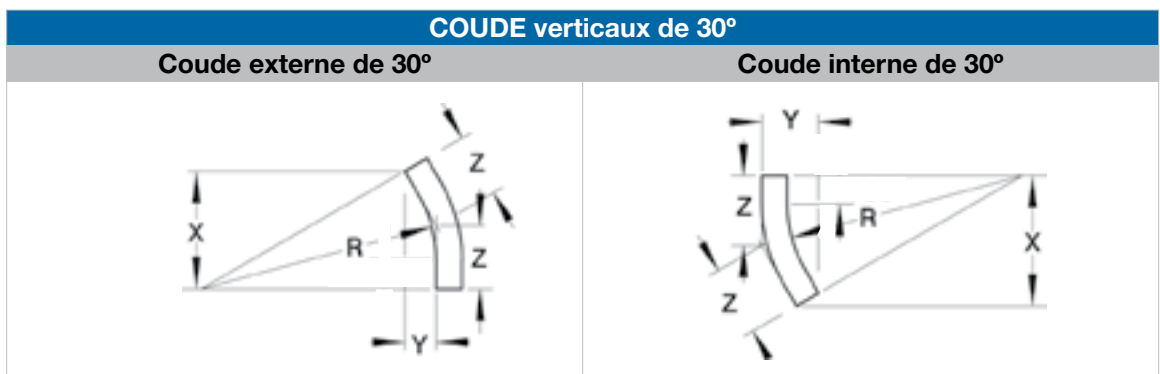 COUDE verticaux de 30º
Coude externe de 30º
Coude interne de 30º
Z
X
R
Z
Y
Y
Z
R
X
Z